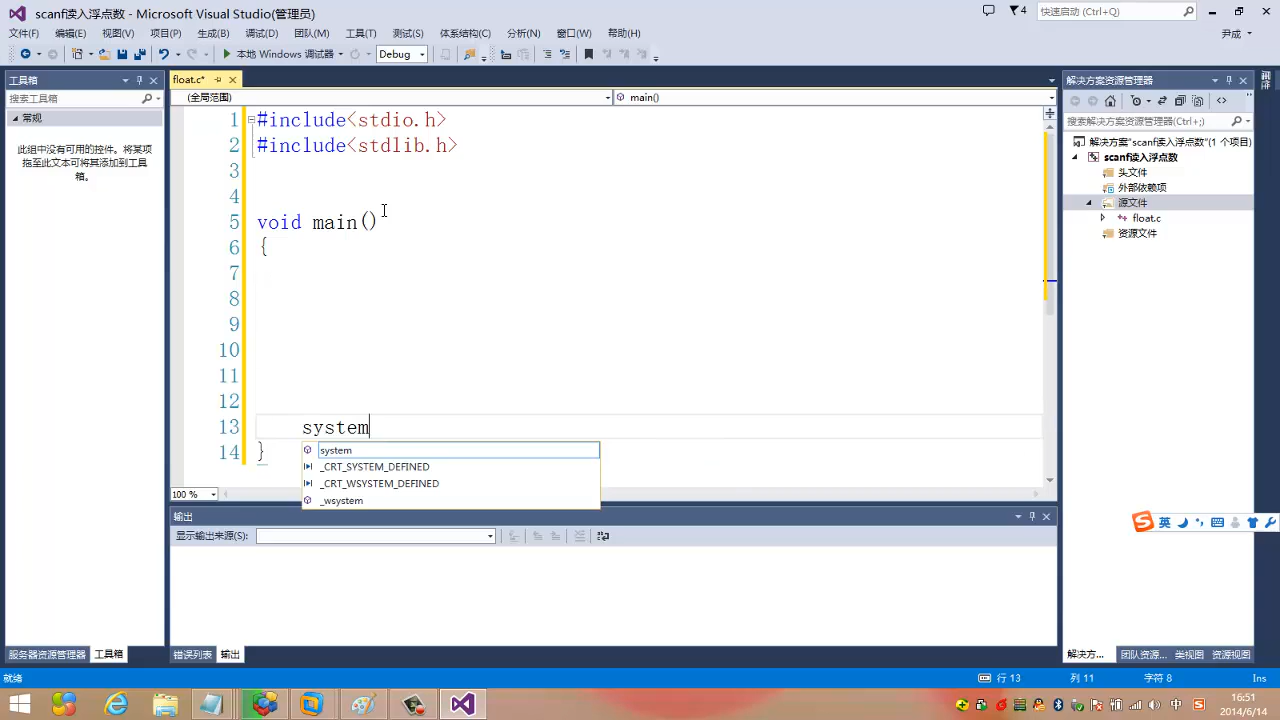 scanf读入浮点数 - Microsoft Visual Studio(管理员)
4
快速启动 (Ctrl+Q)
文件(F) 编辑(E) 视图(V) 项目(P) 生成(B) 调试(D) 团队(M) 工具(T) 测试(S) 体系结构(C) 分析(N) 窗口(W) 帮助(H)
尹成
本地 Windows 调试器 Debug
工具箱
搜索工具箱
常规
此组中没有可用的控件。将某项
拖至此文本可将其添加到工具
箱。
服务器资源管理器 工具箱
float.c*
(全局范围) main()
1 #include<stdio.h>
2 #include<stdlib.h>
3
4
5 void main()
6 {
7
8
9
10
11
12
13 system
14 }
system
_CRT_SYSTEM_DEFINED
_CRT_WSYSTEM_DEFINED
_wsystem
100 %
输出
显示输出来源(S):
错误列表 输出
解决方案资源管理器
搜索解决方案资源管理器(Ctrl+;)
解决方案"scanf读入浮点数"(1 个项目)
scanf读入浮点数
头文件
外部依赖项
源文件
float.c
资源文件
英
解决方... 团队资源... 类视图 资源视图
就绪 行 13 列 11 字符 8 Ins
中
16:51
2014/6/14